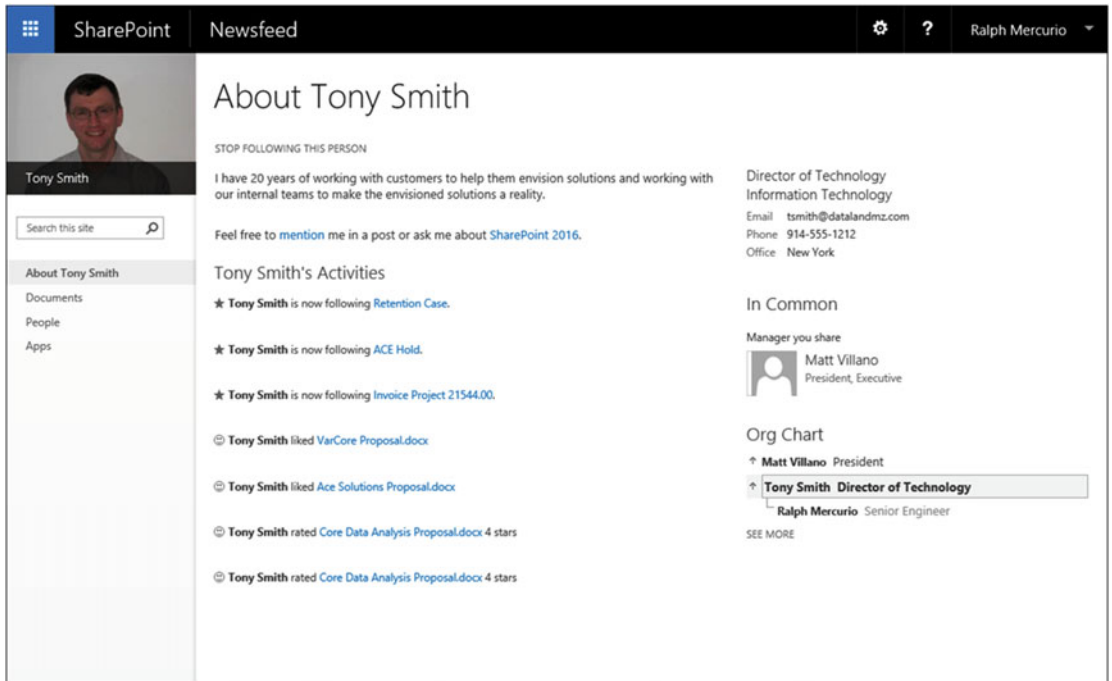 SharePoint
Newsfeed
?
Ralph Mercurio
Tony Smith
Search this site
About Tony Smith
Documents
People
Apps
About Tony Smith
STOP FOLLOWING THIS PERSON
I have 20 years of working with customers to help them envision solutions and working with
our internal teams to make the envisioned solutions a reality.
Feel free to mention me in a post or ask me about SharePoint 2016.
Tony Smith's Activities
Tony Smith is now following Retention Case.
Tony Smith is now following ACE Hold.
Tony Smith is now following Invoice Project 21544.00.
Tony Smith liked VarCore Proposal.docx
Tony Smith liked Ace Solutions Proposal.docx
Tony Smith rated Core Data Analysis Proposal.docx 4 stars
Tony Smith rated Core Data Analysis Proposal.docx 4 stars
Director of Technology
Information Technology
Email tsmith@datalandmz.com
Phone 914-555-1212
Office New York
In Common
Manager you share
Matt Villano
President, Executive
Org Chart
Matt Villano President
Tony Smith Director of Technology
Ralph Mercurio Senior Engineer
SEE MORE